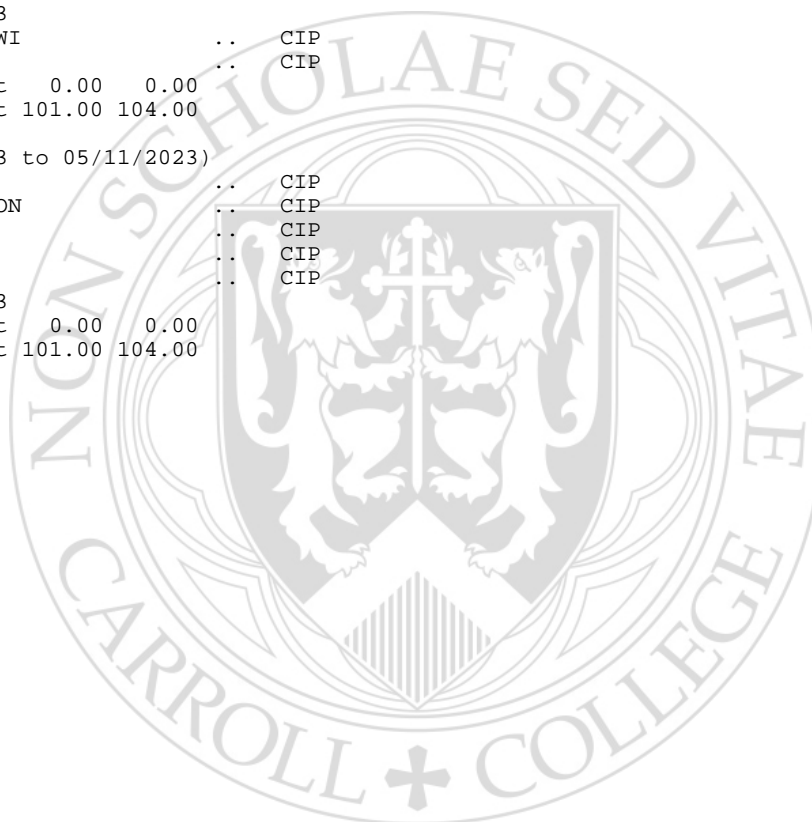 3
WI .. CIP
.. CIP
t 0.00 0.00
t 101.00 104.00
3 to 05/11/2023)
.. CIP
ON .. CIP
.. CIP
.. CIP
.. CIP
3
t 0.00 0.00
t 101.00 104.00
NON SCHOLAE SED VITAE
CARROLL COLLEGE